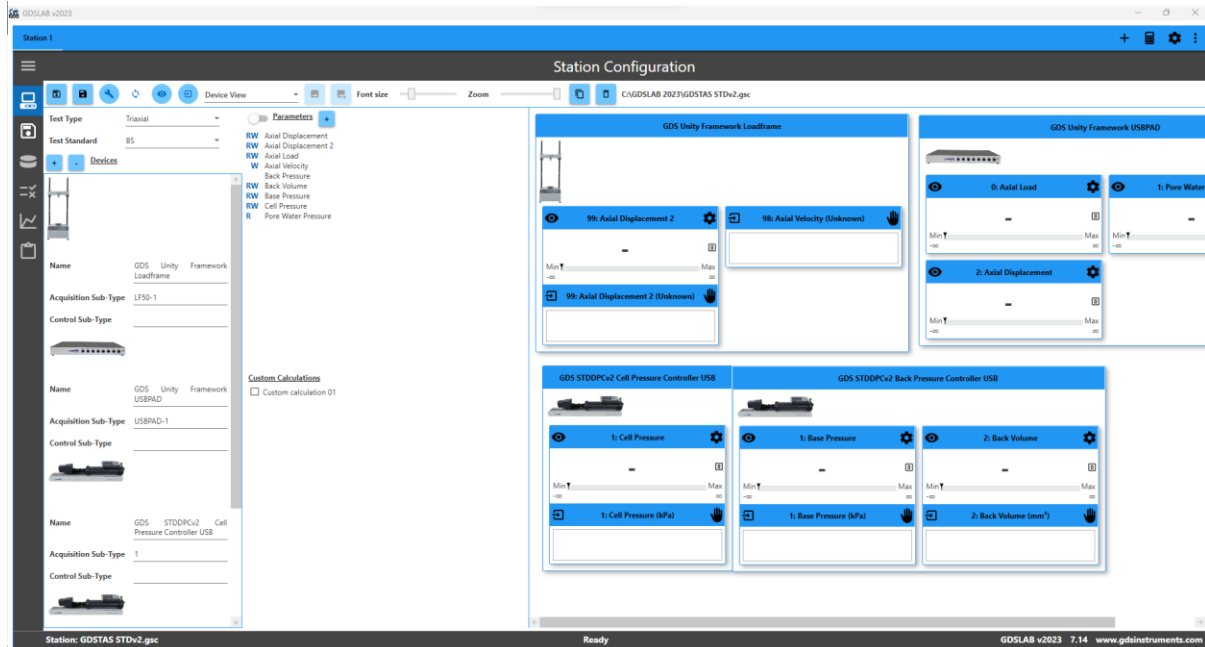 GDSLAB v2023
Station 1
Station Configuration
Device View
Font size
Zoom
C:\GDSLAB 2023\GDSTAS STDv2.gsc
Test Type Triaxial
Test Standard BS
+ - Devices
Name GDS Unity Framework
Loadframe
Acquisition Sub-Type LF50-1
Control Sub-Type
Name GDS Unity Framework
USBPAD
Acquisition Sub-Type USBPAD-1
Control Sub-Type
Name GDS STDDPCv2 Cell
Pressure Controller USB
Acquisition Sub-Type 1
Control Sub-Type
Parameters +
RW Axial Displacement
RW Axial Displacement 2
RW Axial Load
W Axial Velocity
Back Pressure
RW Back Volume
RW Base Pressure
RW Cell Pressure
R Pore Water Pressure
Custom Calculations
Custom calculation 01
GDS Unity Framework Loadframe
99: Axial Displacement 2
-
0
Min Max
-∞ ∞
99: Axial Displacement 2 (Unknown)
98: Axial Velocity (Unknown)
GDS Unity Framework USBPAD
0: Axial Load
-
0
Min Max
-∞ ∞
1: Pore Water
-
Min
-∞
2: Axial Displacement
-
0
Min Max
-∞ ∞
GDS STDDPCv2 Cell Pressure Controller USB
1: Cell Pressure
-
0
Min Max
-∞ ∞
1: Cell Pressure (kPa)
GDS STDDPCv2 Back Pressure Controller USB
1: Base Pressure
-
0
Min Max
-∞ ∞
1: Base Pressure (kPa)
2: Back Volume
-
0
Min Max
-∞ ∞
2: Back Volume (mm³)
Station: GDSTAS STDv2.gsc
Ready
GDSLAB v2023 7.14 www.gdsinstruments.com